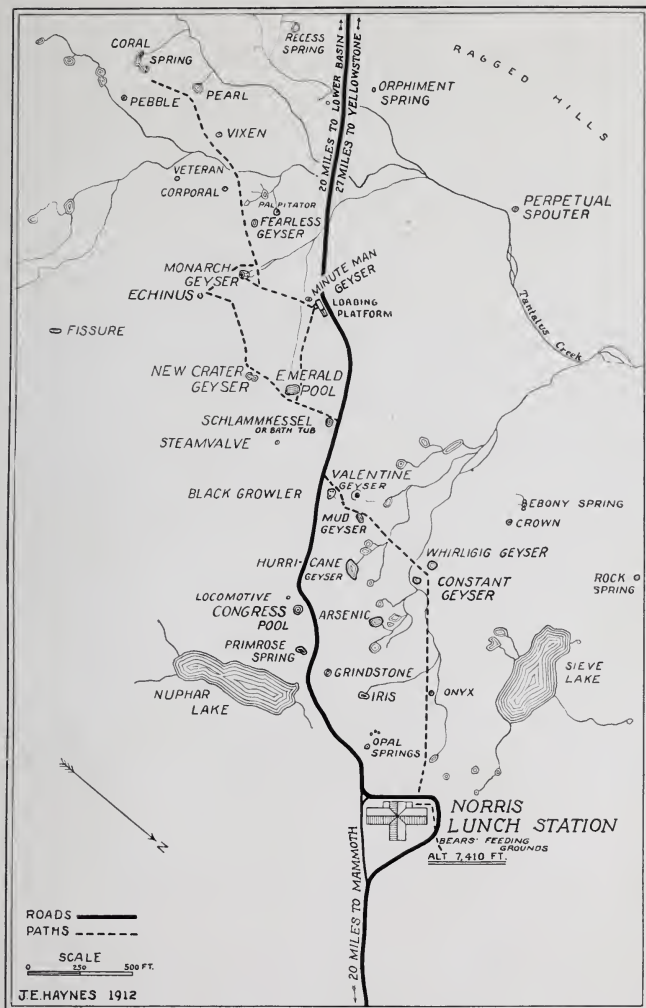 CORAL
SPRING
RECESS
SPRING
20 MILES TO LOWER BASIN
27 MILES TO YELLOWSTONE
RAGGED HILLS
ORPHIMENT
SPRING
PEBBLE
PEARL
VIXEN
VETERAN
CORPORAL
PALPITATOR
FEARLESS
GEYSER
PERPETUAL
SPOUTER
MONARCH
GEYSER
MINUTE MAN
GEYSER
ECHINUS
LOADING
PLATFORM
Tantalus Creek
FISSURE
NEW CRATER
GEYSER
EMERALD
POOL
SCHLAMMKESSEL
OR BATH TUB
STEAMVALVE
VALENTINE
GEYSER
BLACK GROWLER
MUD
GEYSER
EBONY SPRING
CROWN
HURRI-CANE
GEYSER
WHIRLIGIG GEYSER
CONSTANT
GEYSER
ROCK
SPRING
LOCOMOTIVE
CONGRESS
POOL
ARSENIC
PRIMROSE
SPRING
SIEVE
LAKE
GRINDSTONE
NUPHAR
LAKE
IRIS
ONYX
OPAL
SPRINGS
N
NORRIS
LUNCH STATION
BEARS' FEEDING
GROUNDS
ALT 7,410 FT.
20 MILES TO MAMMOTH
ROADS
PATHS
SCALE
0 250 500 FT.
J.E.HAYNES 1912